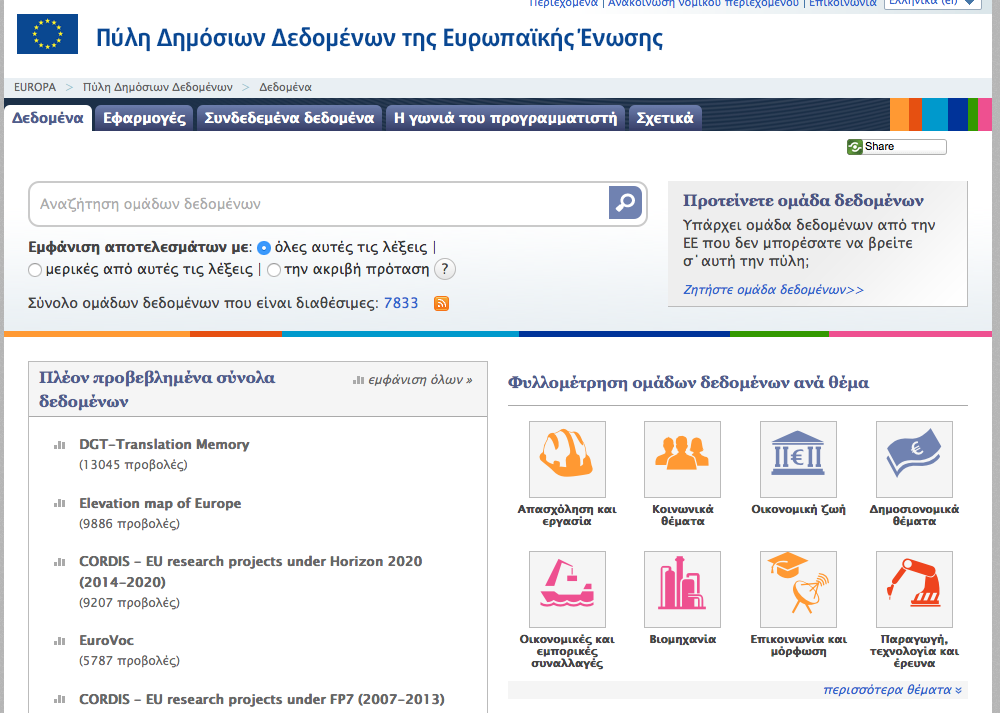 Περιεχόμενα | Ανακοίνωση νομικού περιεχομένου | Επικοινωνία Ελληνικά (el)
Πύλη Δημόσιων Δεδομένων της Ευρωπαϊκής Ένωσης
EUROPA > Πύλη Δημόσιων Δεδομένων > Δεδομένα
Δεδομένα Εφαρμογές Συνδεδεμένα δεδομένα Η γωνιά του προγραμματιστή Σχετικά
Share
Αναζήτηση ομάδων δεδομένων
Εμφάνιση αποτελεσμάτων με: όλες αυτές τις λέξεις |
μερικές από αυτές τις λέξεις | την ακριβή πρόταση ?
Σύνολο ομάδων δεδομένων που είναι διαθέσιμες: 7833
Προτείνετε ομάδα δεδομένων
Υπάρχει ομάδα δεδομένων από την
ΕΕ που δεν μπορέσατε να βρείτε
σ΄αυτή την πύλη;
Ζητήστε ομάδα δεδομένων>>
Πλέον προβεβλημένα σύνολα
δεδομένων
εμφάνιση όλων »
DGT-Translation Memory
(13045 προβολές)
Elevation map of Europe
(9886 προβολές)
CORDIS - EU research projects under Horizon 2020
(2014-2020)
(9207 προβολές)
EuroVoc
(5787 προβολές)
CORDIS - EU research projects under FP7 (2007-2013)
Φυλλομέτρηση ομάδων δεδομένων ανά θέμα
Απασχόληση και
εργασία
Κοινωνικά
θέματα
Οικονομική ζωή
Δημοσιονομικά
θέματα
Οικονομικές και
εμπορικές
συναλλαγές
Βιομηχανία
Επικοινωνία και
μόρφωση
Παραγωγή,
τεχνολογία και
έρευνα
περισσότερα θέματα